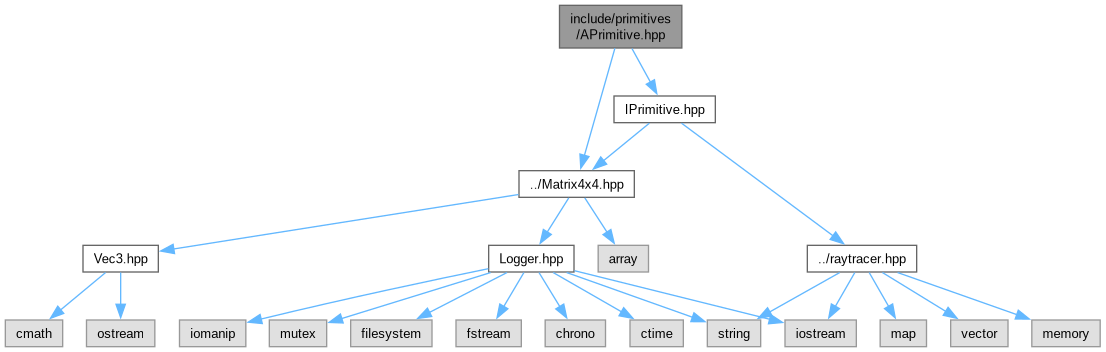 include/primitives
/APrimitive.hpp
IPrimitive.hpp
../Matrix4x4.hpp
Vec3.hpp
Logger.hpp
array
../raytracer.hpp
cmath
ostream
iomanip
mutex
filesystem
fstream
chrono
ctime
string
iostream
map
vector
memory